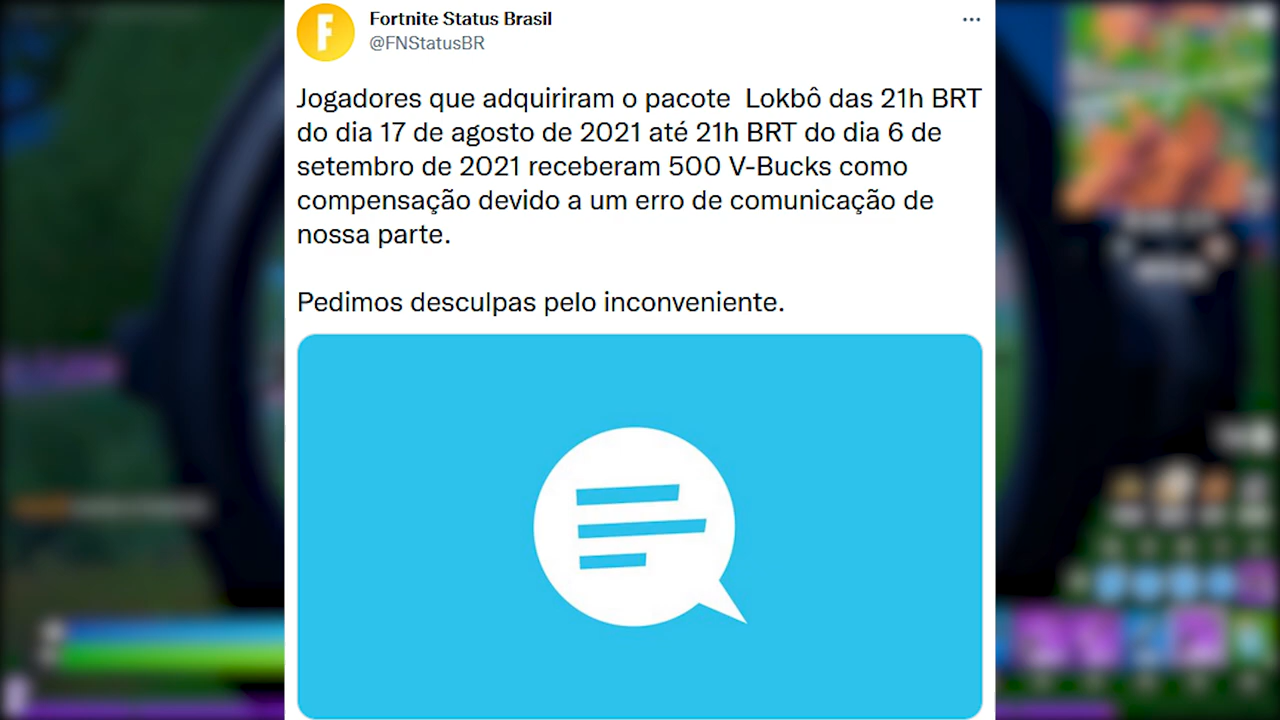 Fortnite Status Brasil
@FNStatusBR
Jogadores que adquiriram o pacote Lokbô das 21h BRT
do dia 17 de agosto de 2021 até 21h BRT do dia 6 de
setembro de 2021 receberam 500 V-Bucks como
compensação devido a um erro de comunicação de
nossa parte.
Pedimos desculpas pelo inconveniente.